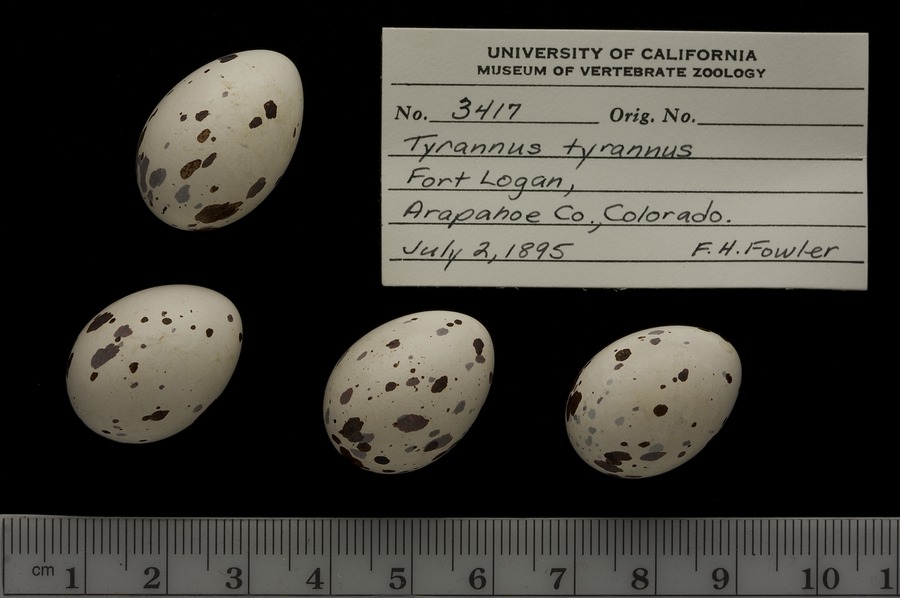 UNIVERSITY OF CALIFORNIA
MUSEUM OF VERTEBRATE ZOOLOGY
No. 3417 Orig. No.
Tyrannus tyrannus
Fort Logan,
Arapahoe Co., Colorado.
July 2, 1895 F.H. Fowler
cm 1 2 3 4 5 6 7 8 9 10 1